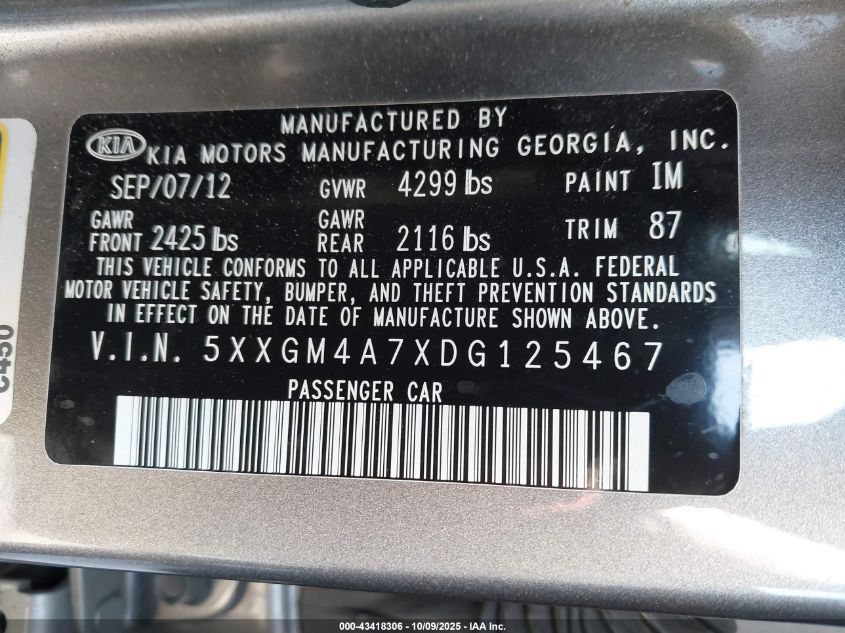 MANUFACTURED BY
KIA KIA MOTORS MANUFACTURING GEORGIA, INC.
SEP/07/12 GVWR 4299 lbs PAINT IM
GAWR FRONT 2425 lbs GAWR REAR 2116 lbs TRIM 87
THIS VEHICLE CONFORMS TO ALL APPLICABLE U.S.A. FEDERAL
MOTOR VEHICLE SAFETY, BUMPER, AND THEFT PREVENTION STANDARDS
IN EFFECT ON THE DATE OF MANUFACTURE SHOWN ABOVE.
V.I.N. 5XXGM4A7XDG125467
PASSENGER CAR
C450
000-43418306 - 10/09/2025 - IAA Inc.